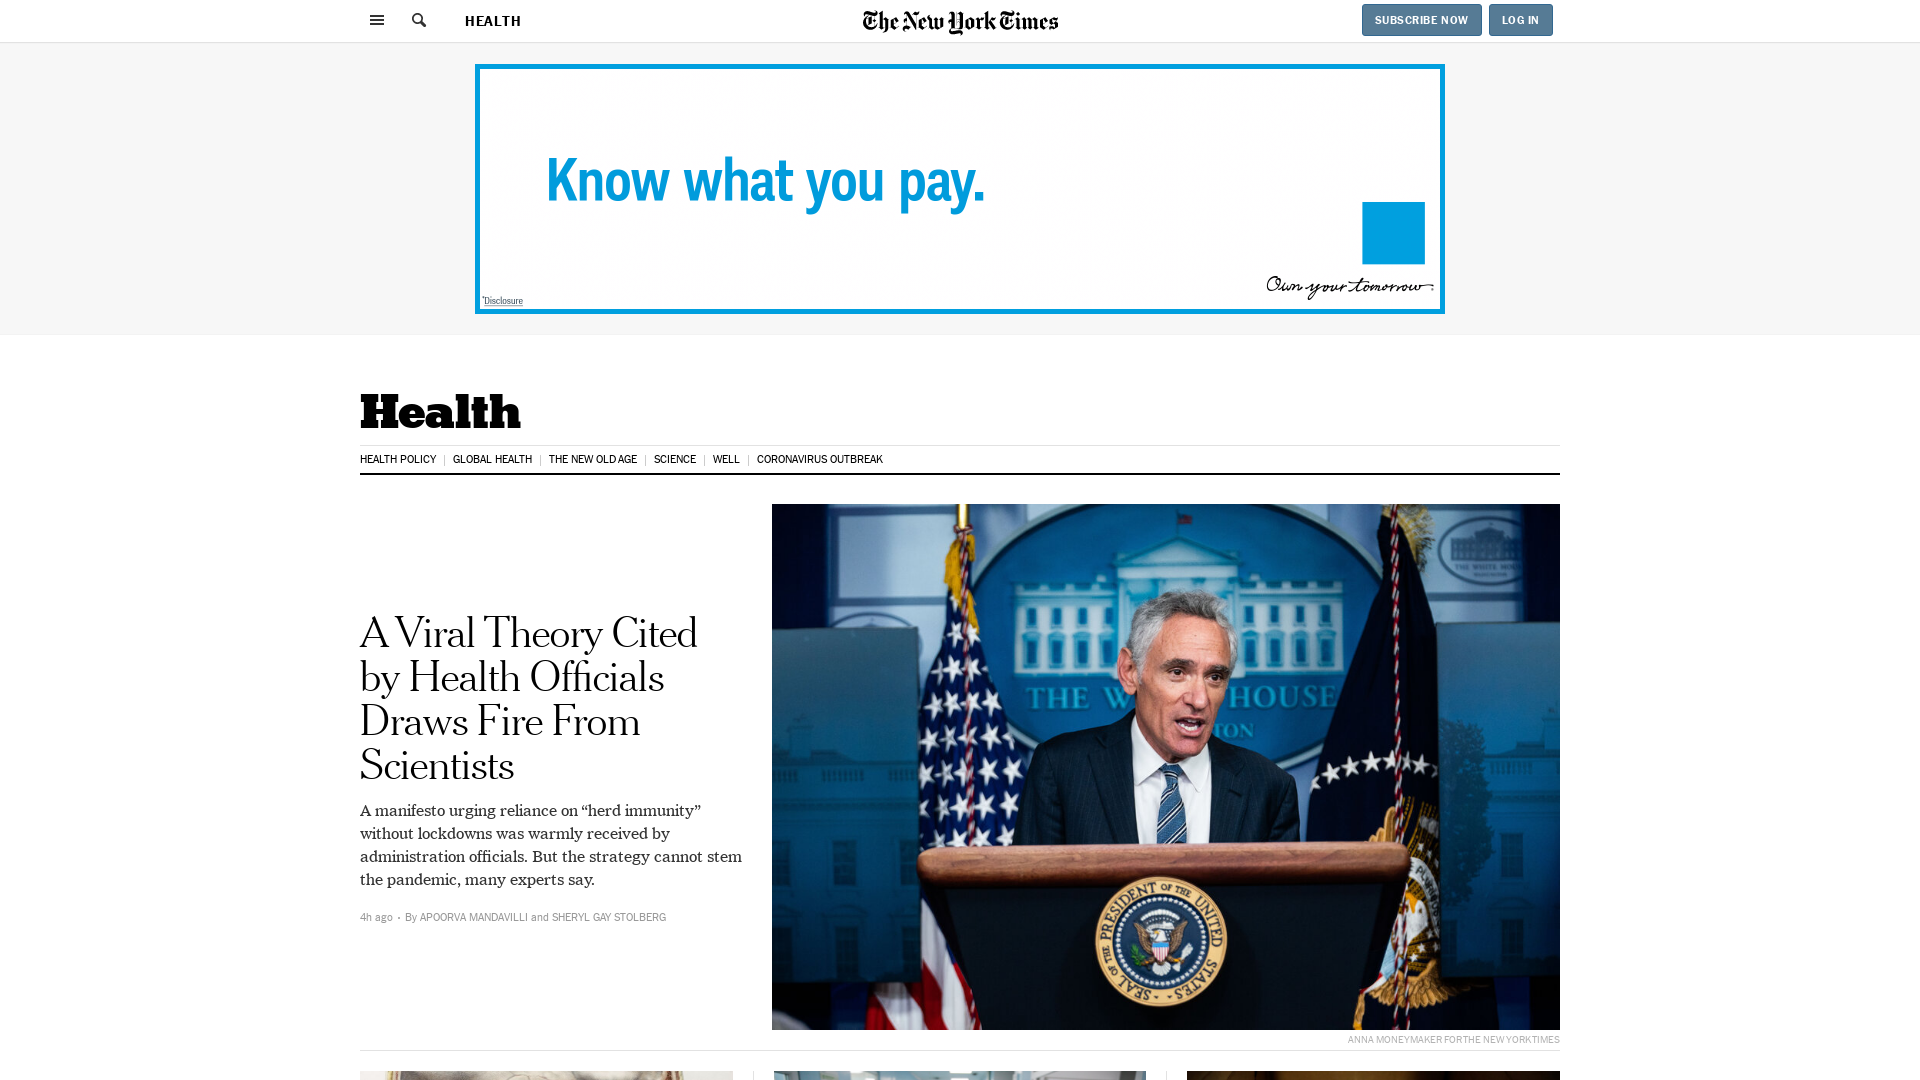 HEALTH
The New York Times
SUBSCRIBE NOW
LOG IN
Know what you pay.
Own your tomorrow.
*Disclosure
Health
HEALTH POLICY
GLOBAL HEALTH
THE NEW OLD AGE
SCIENCE
WELL
CORONAVIRUS OUTBREAK
A Viral Theory Cited
by Health Officials
Draws Fire From
Scientists
A manifesto urging reliance on “herd immunity”
without lockdowns was warmly received by
administration officials. But the strategy cannot stem
the pandemic, many experts say.
4h ago • By APOORVA MANDAVILLI and SHERYL GAY STOLBERG
THE WHITE HOUSE
WASHINGTON
THE W HOUSE
TON
SEAL OF THE PRESIDENT OF THE UNITED STATES
ANNA MONEYMAKER FOR THE NEW YORK TIMES